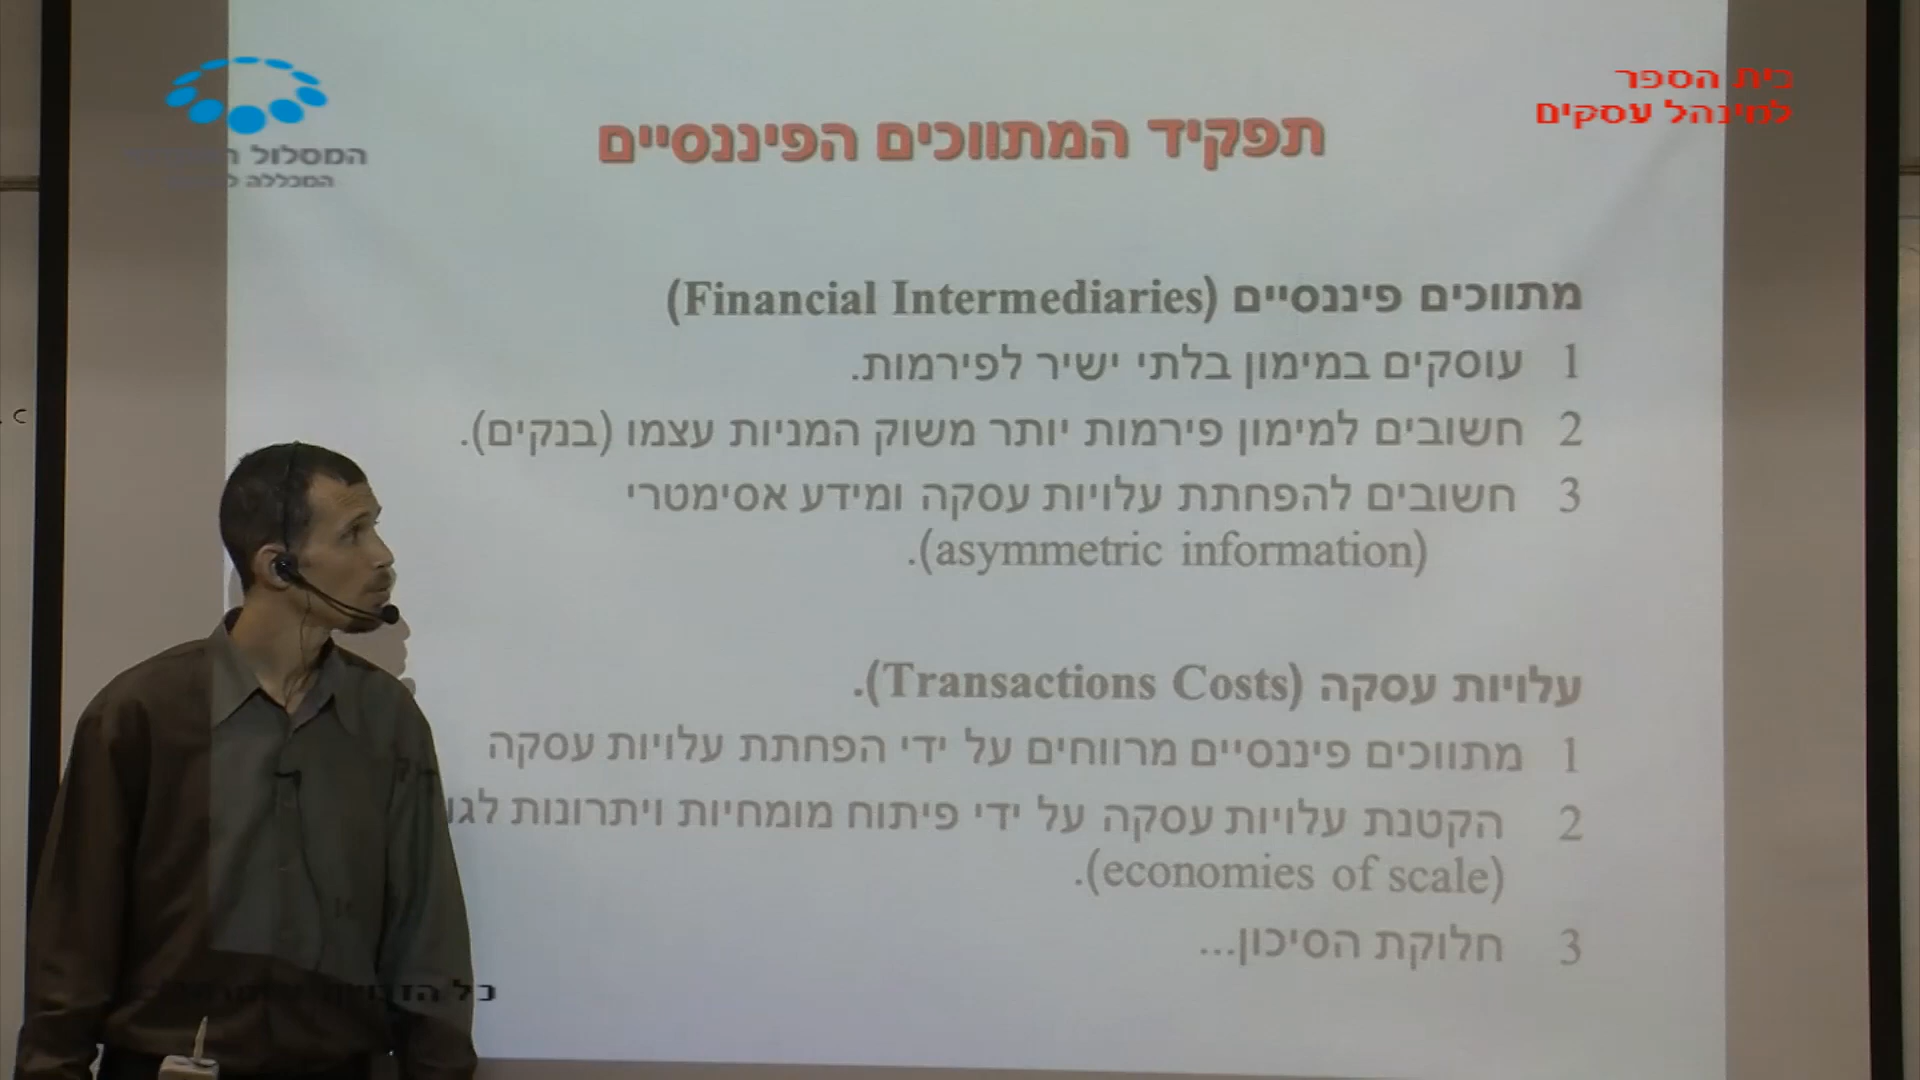 בית הספר
למינהל עסקים
המסלול
המכללה
תפקיד המתווכים הפיננסיים
מתווכים פיננסיים (Financial Intermediaries)
1 עוסקים במימון בלתי ישיר לפירמות.
2 חשובים למימון פירמות יותר משוק המניות עצמו (בנקים).
3 חשובים להפחתת עלויות עסקה ומידע אסימטרי
(asymmetric information).
עלויות עסקה (Transactions Costs).
1 מתווכים פיננסיים מרווחים על ידי הפחתת עלויות עסקה
2 הקטנת עלויות עסקה על ידי פיתוח מומחיות ויתרונות
(economies of scale).
3 חלוקת הסיכון...
כל